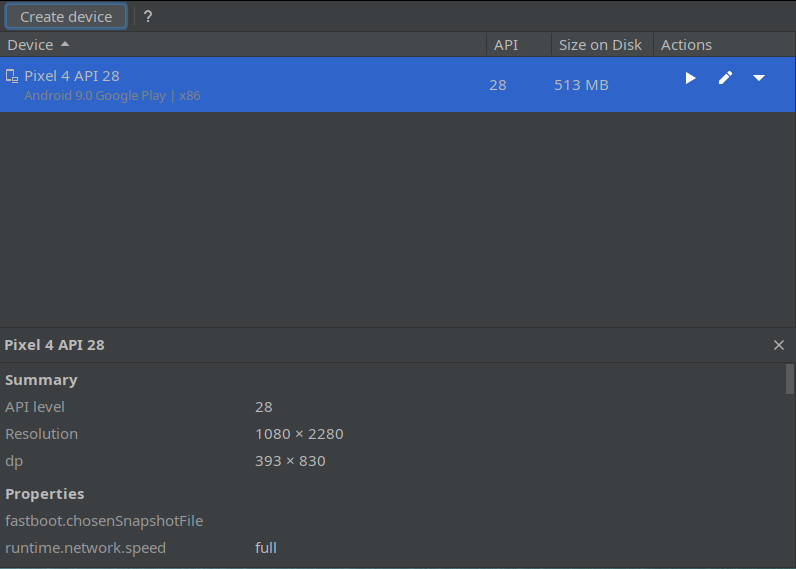 Create device ?
Device API Size on Disk Actions
Pixel 4 API 28 28 513 MB
Android 9.0 Google Play | x86
Pixel 4 API 28
Summary
API level 28
Resolution 1080 × 2280
dp 393 × 830
Properties
fastboot.chosenSnapshotFile
runtime.network.speed full